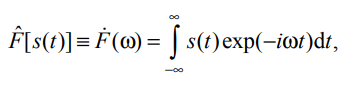 F̂[s(t)] ≡ Ḟ(ω) = ∫_{−∞}^{∞} s(t) exp(−iωt)dt,